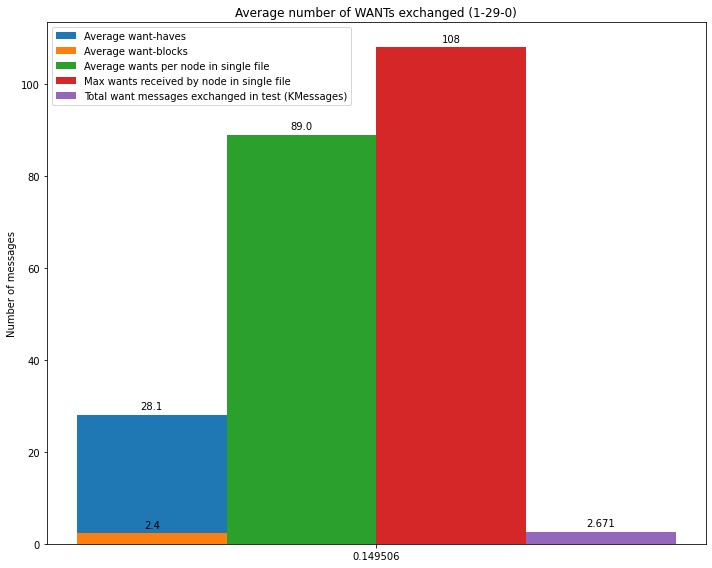 Average number of WANTs exchanged (1-29-0)
Average want-haves
Average want-blocks
Average wants per node in single file
Max wants received by node in single file
Total want messages exchanged in test (KMessages)
Number of messages
100
80
60
40
20
0
28.1
2.4
89.0
108
2.671
0.149506